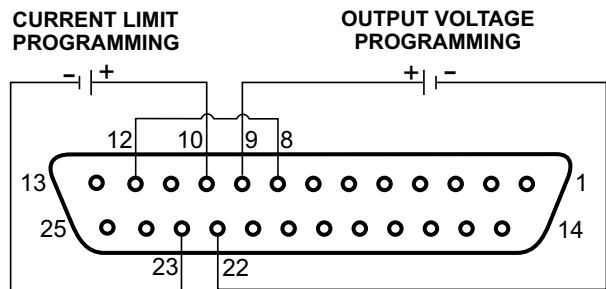 CURRENT LIMIT
PROGRAMMING
OUTPUT VOLTAGE
PROGRAMMING
- +
+ -
12 10 9 8
13 1
25 14
23 22